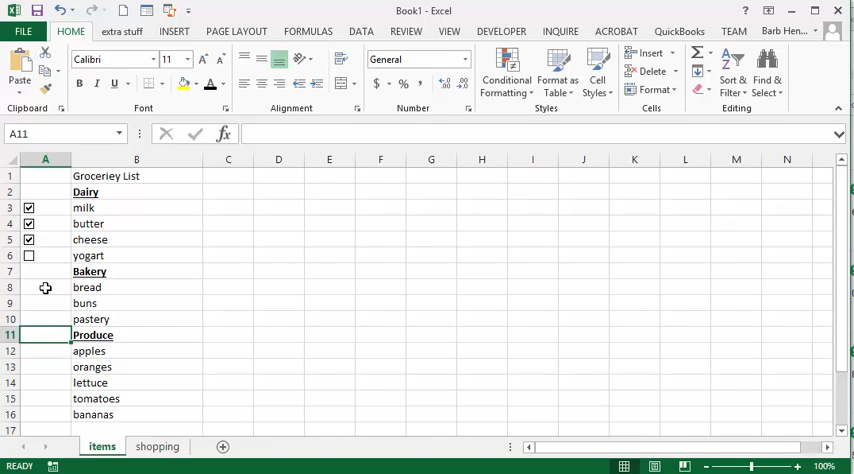 Book1 - Excel
FILE HOME extra stuff INSERT PAGE LAYOUT FORMULAS DATA REVIEW VIEW DEVELOPER INQUIRE ACROBAT QuickBooks TEAM Barb Hen...
Paste
Calibri 11
B I U
A A
General
$ % ,
Conditional Formatting
Format as Table
Cell Styles
Insert
Delete
Format
Sort & Filter
Find & Select
Clipboard Font Alignment Number Styles Cells Editing
A11 fx
A B C D E F G H I J K L M N
1 Groceriey List
2 Dairy
3 milk
4 butter
5 cheese
6 yogart
7 Bakery
8 bread
9 buns
10 pastery
11 Produce
12 apples
13 oranges
14 lettuce
15 tomatoes
16 bananas
17
items shopping
READY 100%